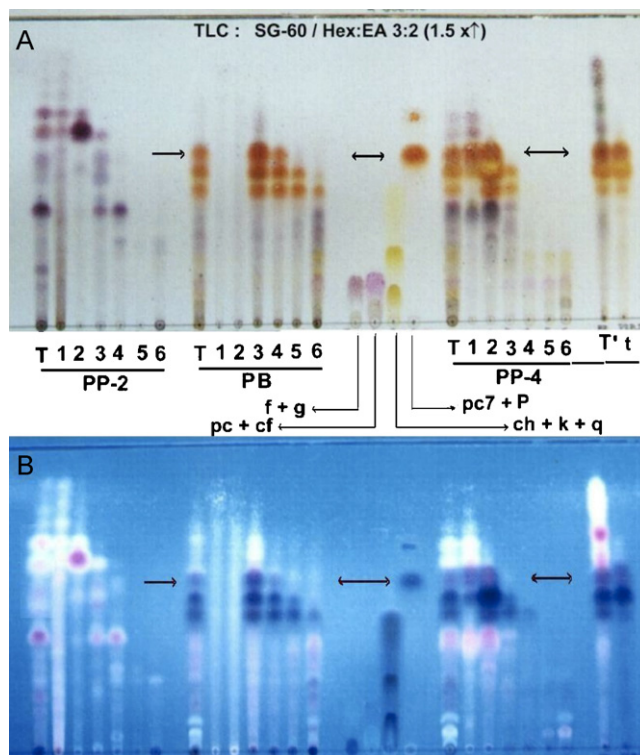 A
TLC : SG-60 / Hex:EA 3:2 (1.5 x↑)
T 1 2 3 4 5 6
PP-2
T 1 2 3 4 5 6
PB
T 1 2 3 4 5 6
PP-4
T' t
f + g
pc7 + P
pc + cf
ch + k + q
B